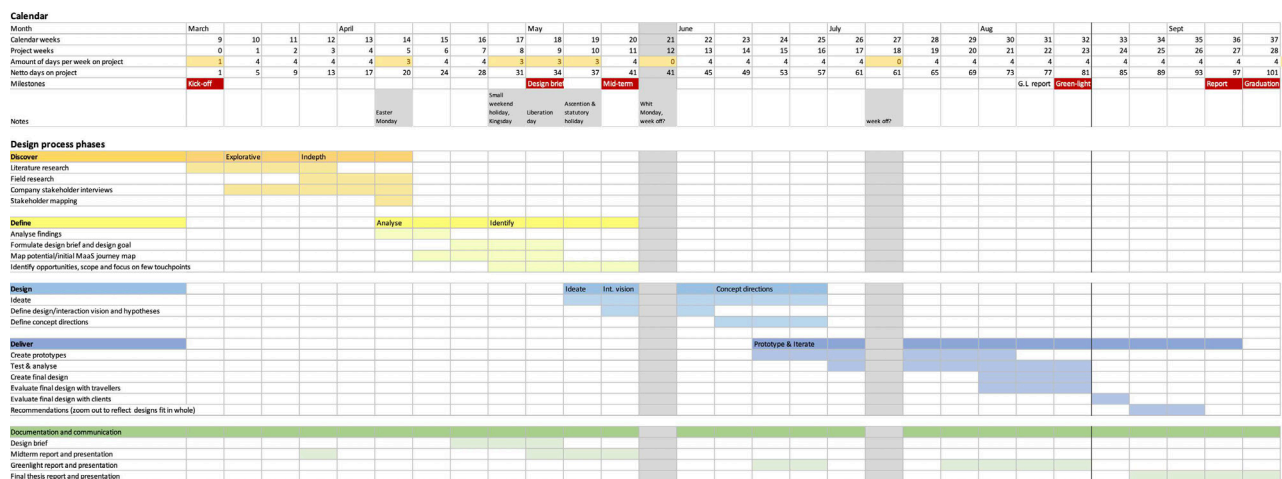 Calendar
Month March April May June July Aug Sept
Calendar weeks 9 10 11 12 13 14 15 16 17 18 19 20 21 22 23 24 25 26 27 28 29 30 31 32 33 34 35 36 37
Project weeks 0 1 2 3 4 5 6 7 8 9 10 11 12 13 14 15 16 17 18 19 20 21 22 23 24 25 26 27 28
Amount of days per week on project 1 4 4 4 4 3 4 4 3 3 3 4 0 4 4 4 4 4 0 4 4 4 4 4 4 4 4 4 4
Netto days on project 1 5 9 13 17 20 24 28 31 34 37 41 41 45 49 53 57 61 61 65 69 73 77 81 85 89 93 97 101
Milestones Kick-off Design brief Mid-term G.L report Green-light Report Graduation
Notes Easter Monday Small weekend holiday, Kingsday Liberation day Ascention & statutory holiday Whit Monday, week off? week off?
Design process phases
Discover Explorative Indepth
Literature research
Field research
Company stakeholder interviews
Stakeholder mapping
Define Analyse Identify
Analyse findings
Formulate design brief and design goal
Map potential/initial MaaS journey map
Identify opportunities, scope and focus on few touchpoints
Design Ideate Int. vision Concept directions
Ideate
Define design/interaction vision and hypotheses
Define concept directions
Deliver Prototype & Iterate
Create prototypes
Test & analyse
Create final design
Evaluate final design with travellers
Evaluate final design with clients
Recommendations (zoom out to reflect designs fit in whole)
Documentation and communication
Design brief
Midterm report and presentation
Greenlight report and presentation
Final thesis report and presentation